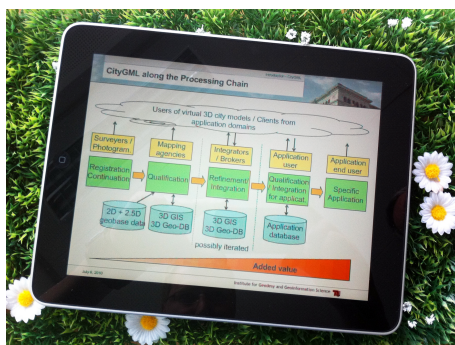 CityGML along the Processing Chain
Users of virtual 3D city models / Clients from
application domains
Surveyors /
Photogram.
Mapping
agencies
Integrators
/ Brokers
Application
user
Application
end user
Registration
Continuation
Qualification
Refinement/
Integration
Qualification
/ Integration
for applicat.
Specific
Application
2D + 2.5D
geobase data
3D GIS
3D Geo-DB
3D GIS
3D Geo-DB
Application
database
possibly iterated
Added value
Institute for Geodesy and Geoinformation Science